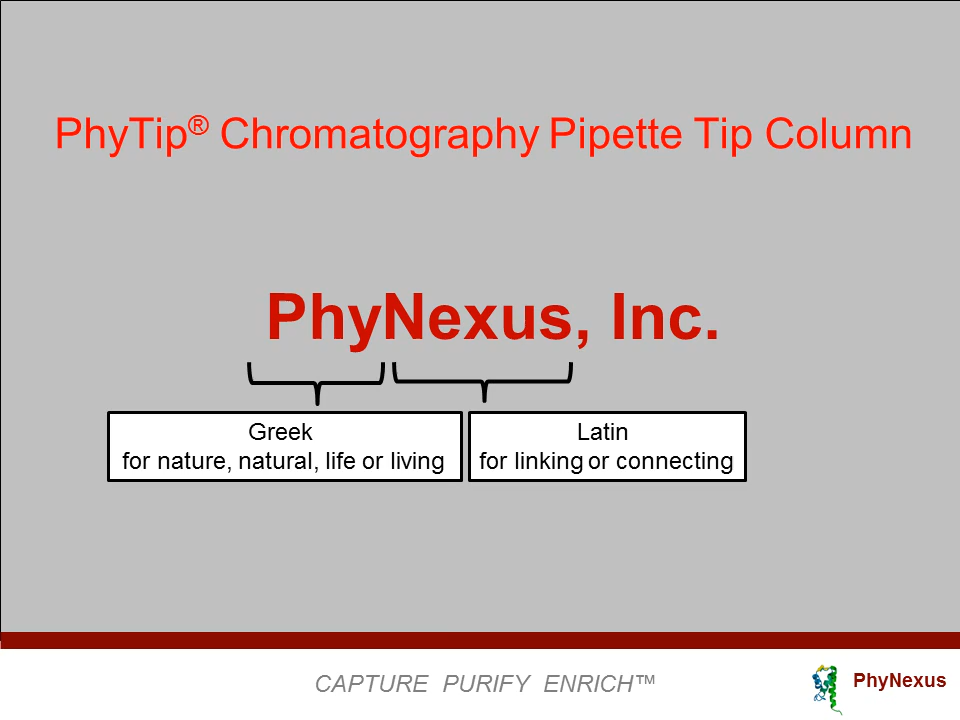 PhyTip® Chromatography Pipette Tip Column
PhyNexus, Inc.
Greek
for nature, natural, life or living
Latin
for linking or connecting
CAPTURE PURIFY ENRICH™
PhyNexus